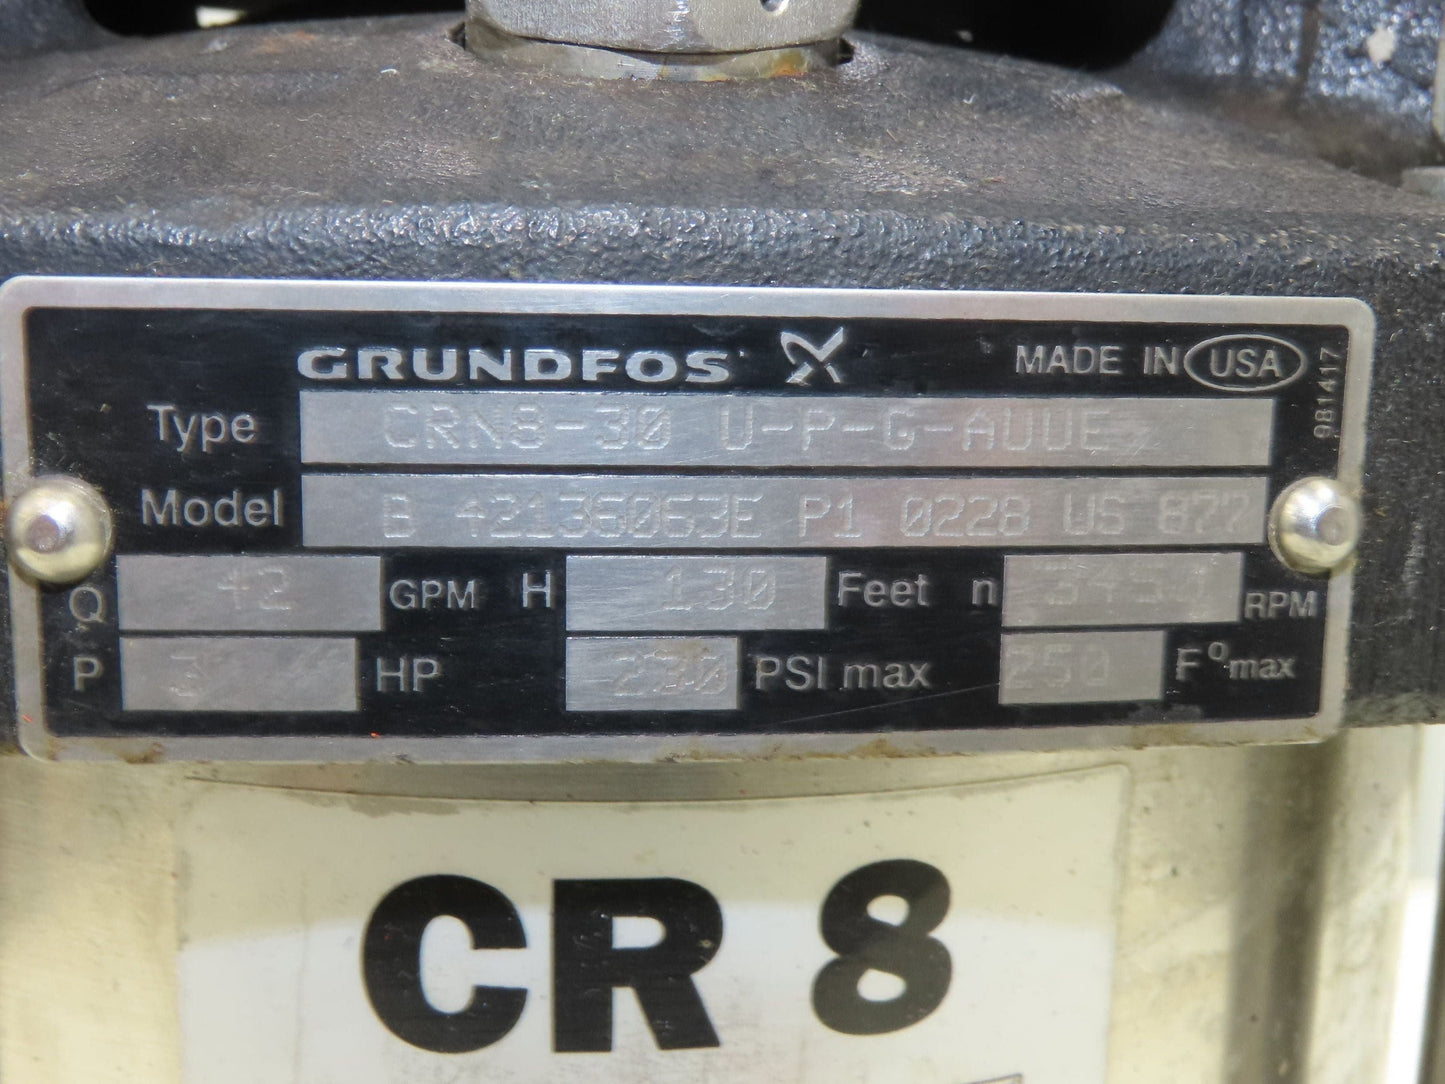 GRUNDFOS MADE IN USA
981417
Type CRN8-30 U-P-G-AUUE
Model B 42136063E P1 0228 US 877
Q 42 GPM H 130 Feet n 3450 RPM
P 3 HP 230 PSI max 250 F° max
CR 8